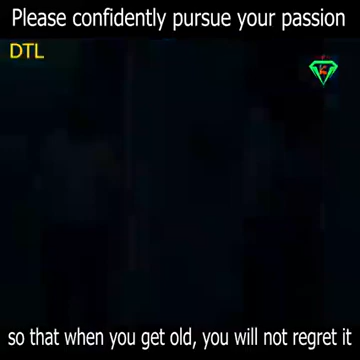 Please confidently pursue your passion
DTL
so that when you get old, you will not regret it